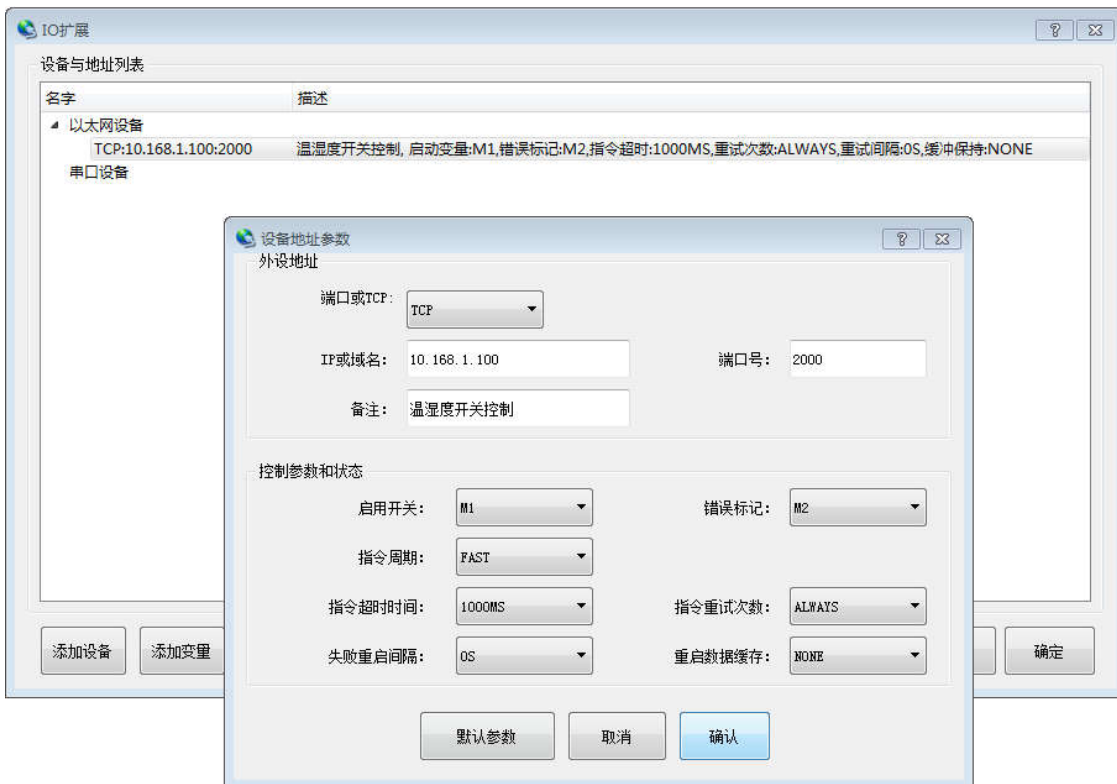 IO扩展
设备与地址列表
名字 描述
以太网设备
TCP:10.168.1.100:2000 温湿度开关控制, 启动变量:M1,错误标记:M2,指令超时:1000MS,重试次数:ALWAYS,重试间隔:0S,缓冲保持:NONE
串口设备
设备地址参数
外设地址
端口或TCP: TCP
IP或域名: 10.168.1.100 端口号: 2000
备注: 温湿度开关控制
控制参数和状态
启用开关: M1 错误标记: M2
指令周期: FAST
指令超时时间: 1000MS 指令重试次数: ALWAYS
失败重启间隔: 0S 重启数据缓存: NONE
添加设备 添加变量 确定
默认参数 取消 确认